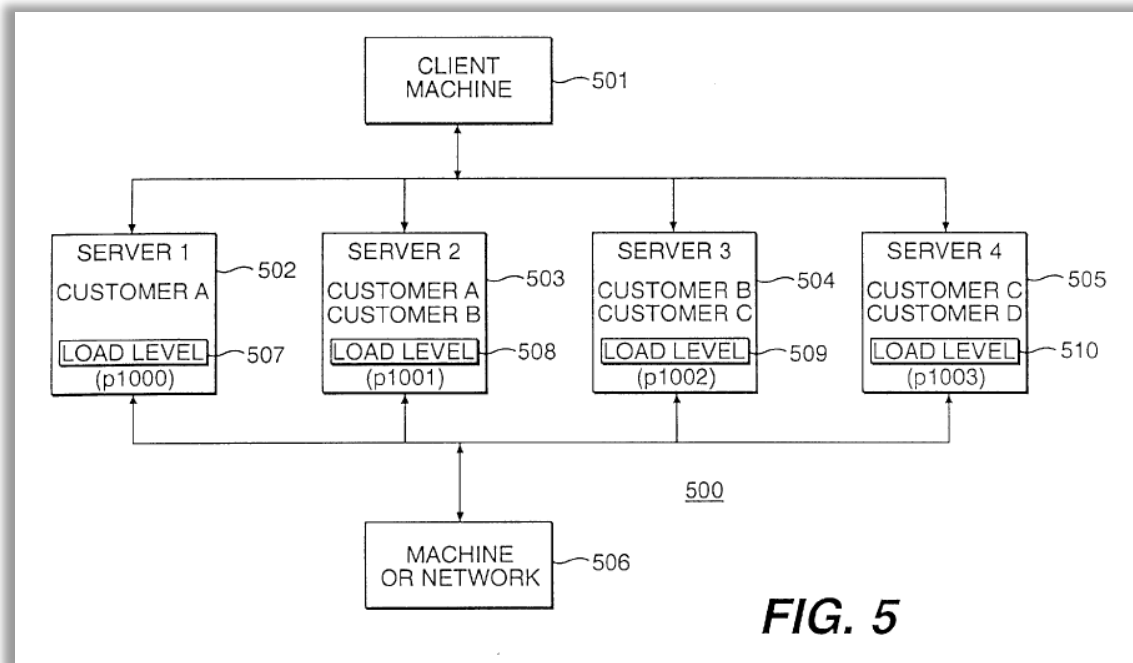 CLIENT
MACHINE
501
SERVER 1
CUSTOMER A
LOAD LEVEL
(p1000)
502
507
SERVER 2
CUSTOMER A
CUSTOMER B
LOAD LEVEL
(p1001)
503
508
SERVER 3
CUSTOMER B
CUSTOMER C
LOAD LEVEL
(p1002)
504
509
SERVER 4
CUSTOMER C
CUSTOMER D
LOAD LEVEL
(p1003)
505
510
500
MACHINE
OR NETWORK
506
FIG. 5